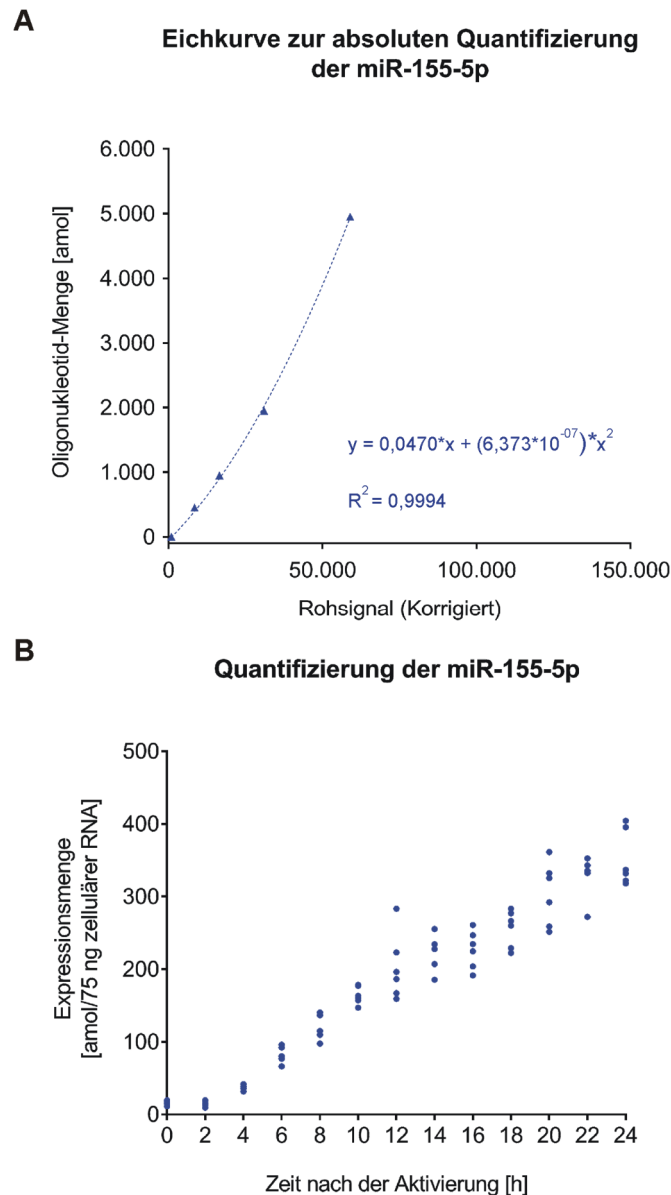 A
Eichkurve zur absoluten Quantifizierung
der miR-155-5p
6.000
5.000
4.000
3.000
2.000
1.000
0
Oligonukleotid-Menge [amol]
y = 0,0470*x + (6,373*10^-07)*x^2
R^2 = 0,9994
0 50.000 100.000 150.000
Rohsignal (Korrigiert)
B
Quantifizierung der miR-155-5p
500
400
300
200
100
0
Expressionsmenge
[amol/75 ng zellulärer RNA]
0 2 4 6 8 10 12 14 16 18 20 22 24
Zeit nach der Aktivierung [h]